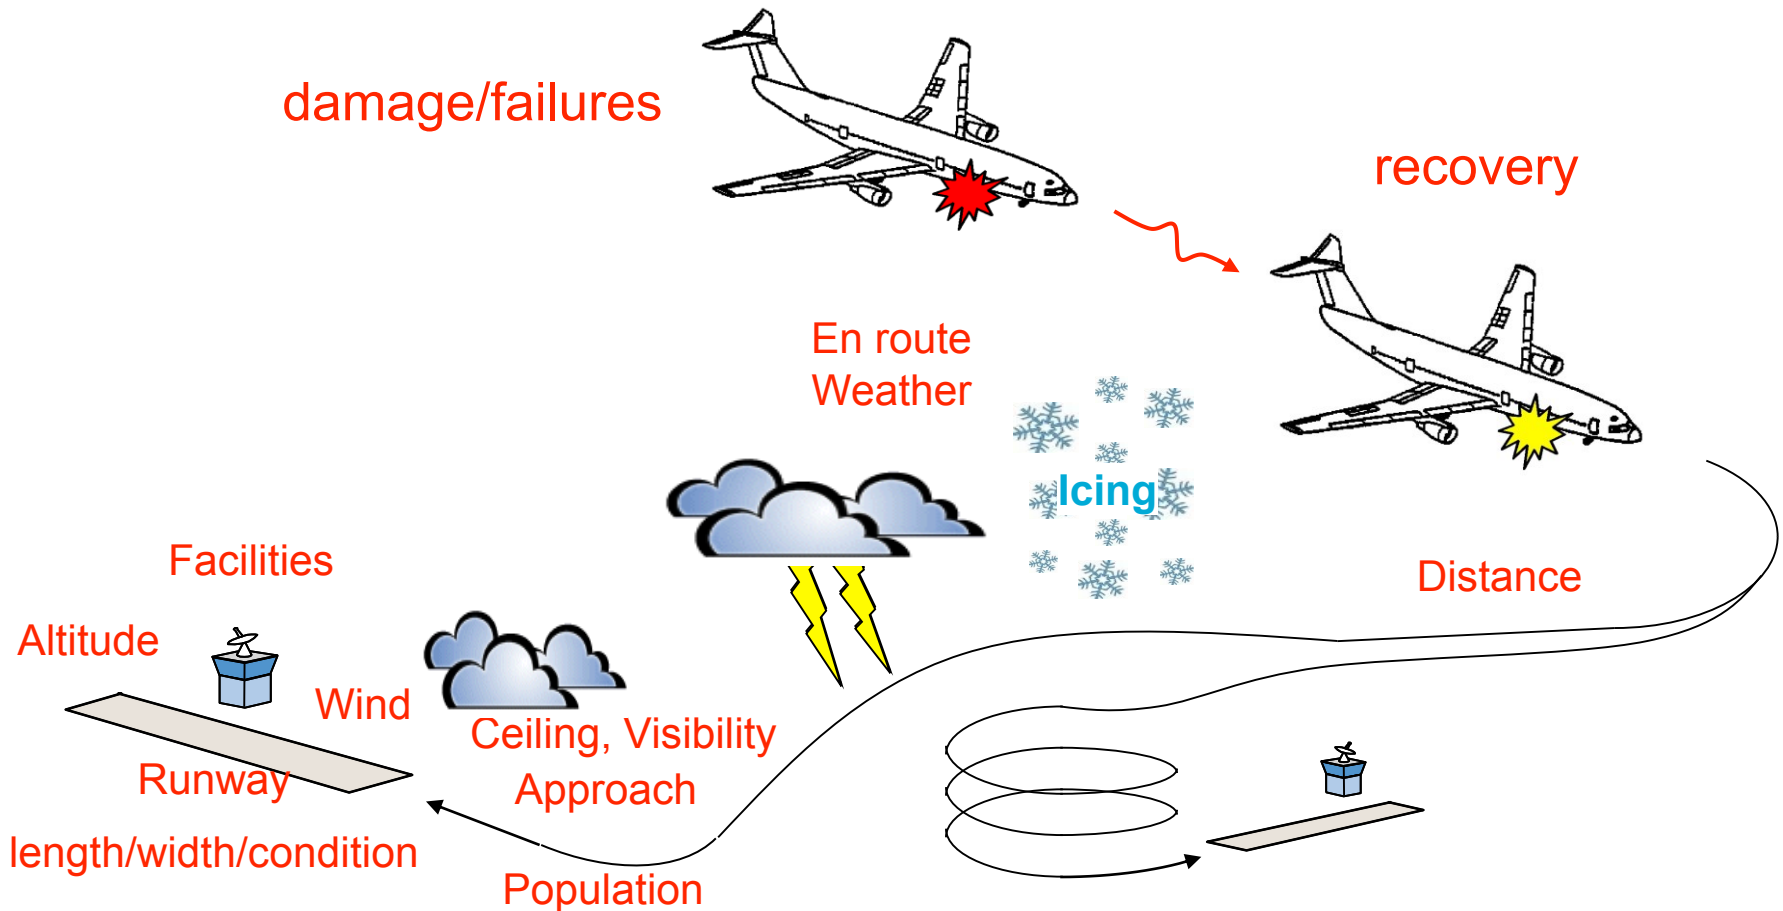 damage/failures
recovery
En route
Weather
Icing
Facilities
Distance
Altitude
Wind
Ceiling, Visibility
Approach
Runway
length/width/condition
Population